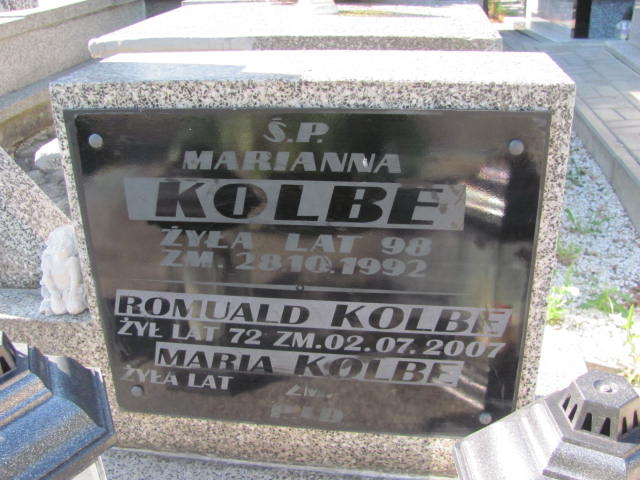 Ś.P.
MARIANNA
KOLBE
ŻYŁA LAT 98
ZM. 28.10.1992
ROMUALD KOLBE
ŻYŁ LAT 72 ZM.02.07.2007
MARIA KOLBE
ŻYŁA LAT ZM.